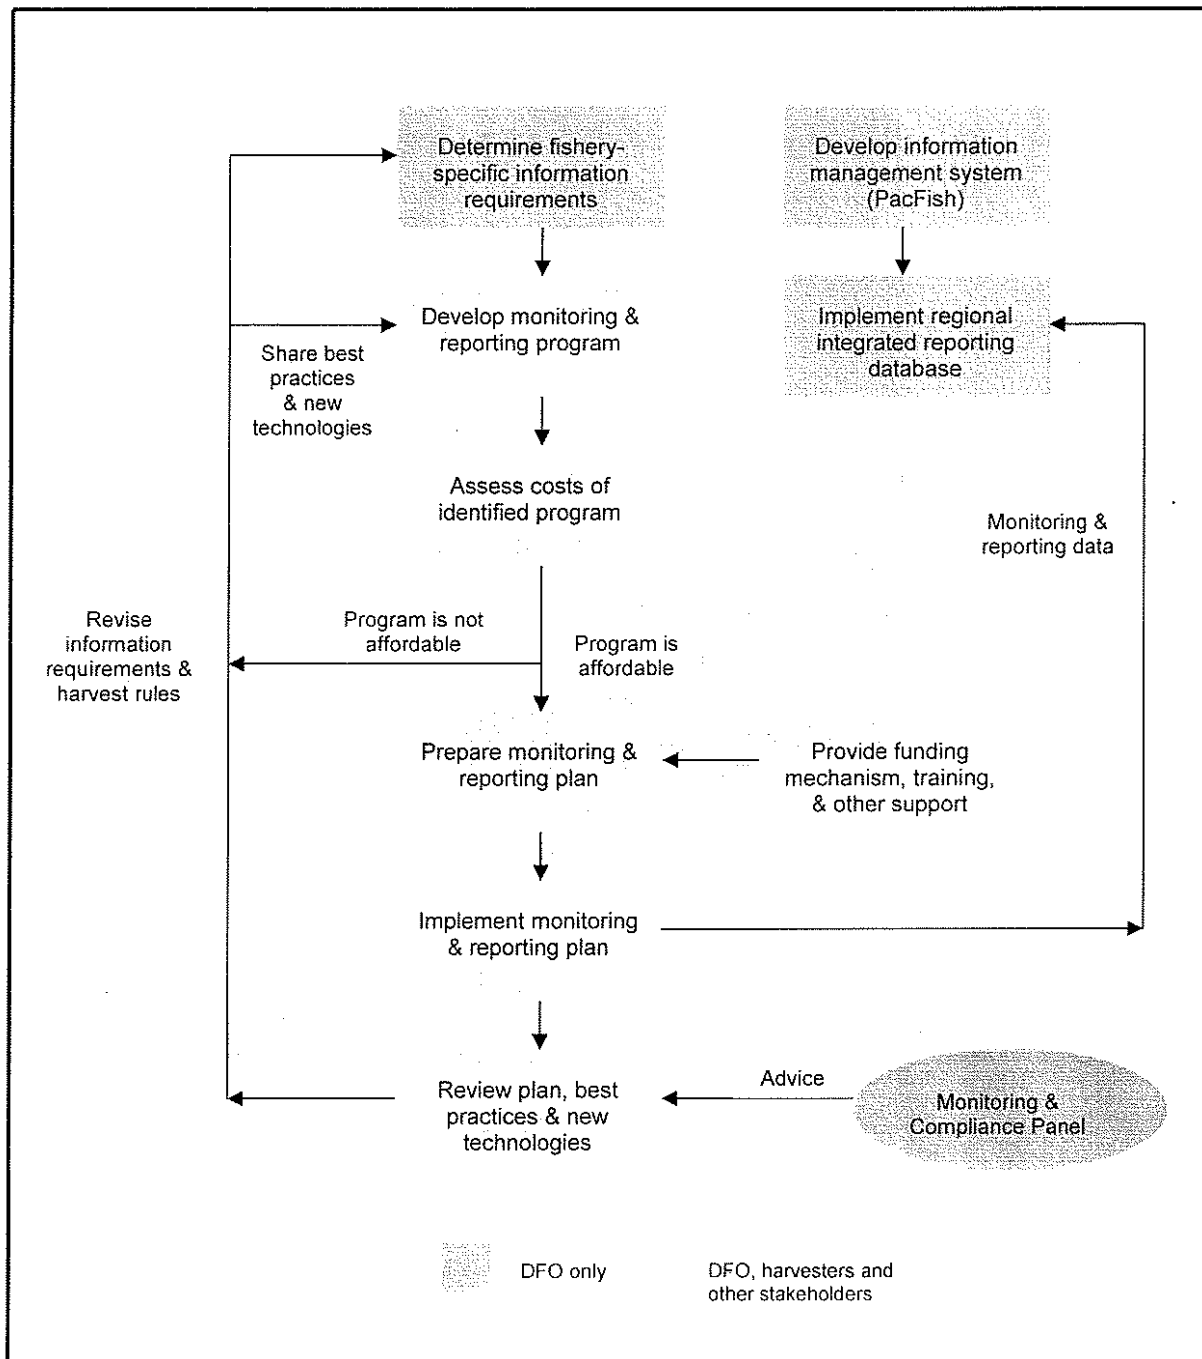 Determine fishery-
specific information
requirements
Develop information
management system
(PacFish)
Develop monitoring &
reporting program
Implement regional
integrated reporting
database
Share best
practices
& new
technologies
Assess costs of
identified program
Monitoring &
reporting data
Revise
information
requirements &
harvest rules
Program is not
affordable
Program is
affordable
Prepare monitoring &
reporting plan
Provide funding
mechanism, training,
& other support
Implement monitoring
& reporting plan
Review plan, best
practices & new
technologies
Advice
Monitoring &
Compliance Panel
DFO only
DFO, harvesters and
other stakeholders